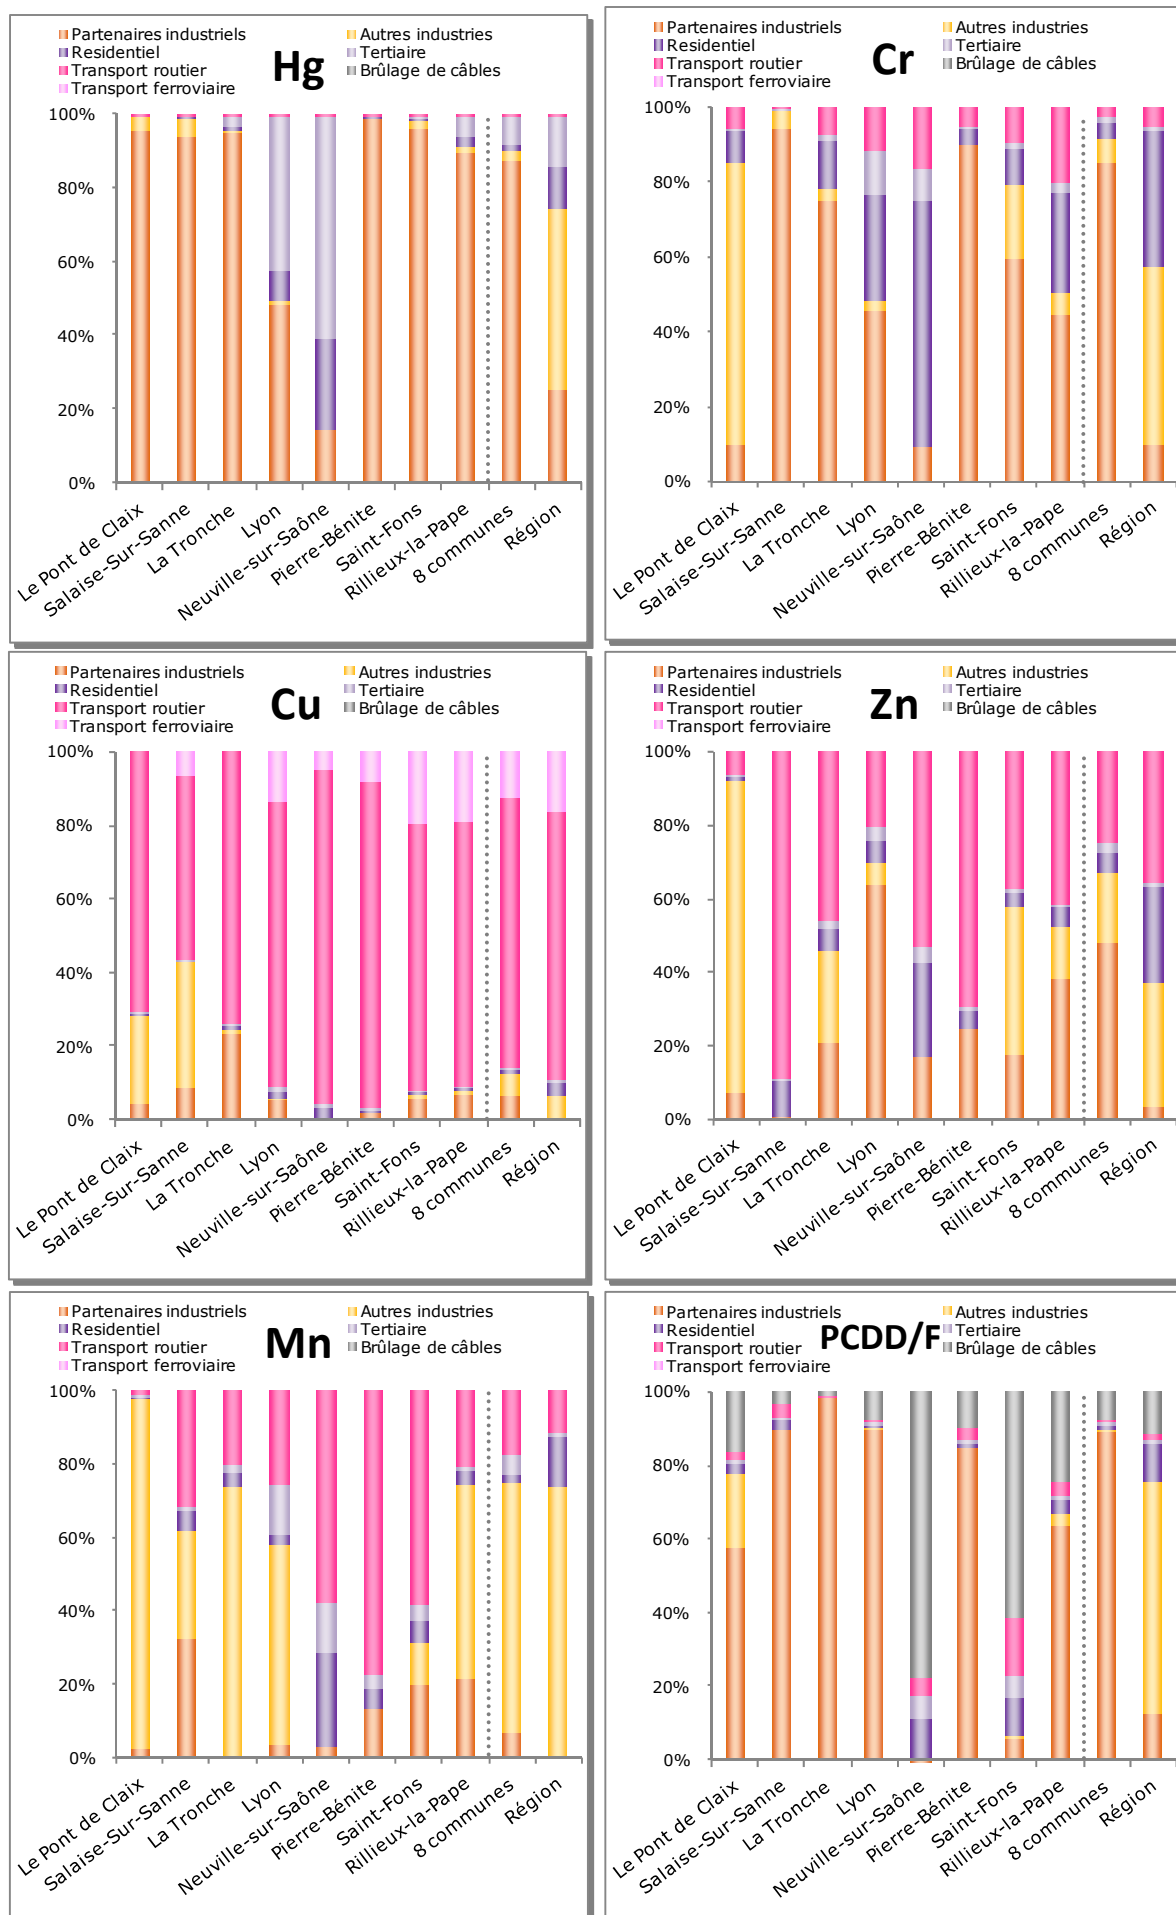 Partenaires industriels
Autres industries
Residentiel
Tertiaire
Transport routier
Brûlage de câbles
Transport ferroviaire
Hg
100%
80%
60%
40%
20%
0%
Le Pont de Claix
Salaise-Sur-Sanne
La Tronche
Lyon
Neuville-sur-Saône
Pierre-Bénite
Saint-Fons
Rillieux-la-Pape
8 communes
Région
Partenaires industriels
Autres industries
Residentiel
Tertiaire
Transport routier
Brûlage de câbles
Transport ferroviaire
Cr
100%
80%
60%
40%
20%
0%
Le Pont de Claix
Salaise-Sur-Sanne
La Tronche
Lyon
Neuville-sur-Saône
Pierre-Bénite
Saint-Fons
Rillieux-la-Pape
8 communes
Région
Partenaires industriels
Autres industries
Residentiel
Tertiaire
Transport routier
Brûlage de câbles
Transport ferroviaire
Cu
100%
80%
60%
40%
20%
0%
Le Pont de Claix
Salaise-Sur-Sanne
La Tronche
Lyon
Neuville-sur-Saône
Pierre-Bénite
Saint-Fons
Rillieux-la-Pape
8 communes
Région
Partenaires industriels
Autres industries
Residentiel
Tertiaire
Transport routier
Brûlage de câbles
Transport ferroviaire
Zn
100%
80%
60%
40%
20%
0%
Le Pont de Claix
Salaise-Sur-Sanne
La Tronche
Lyon
Neuville-sur-Saône
Pierre-Bénite
Saint-Fons
Rillieux-la-Pape
8 communes
Région
Partenaires industriels
Autres industries
Residentiel
Tertiaire
Transport routier
Brûlage de câbles
Transport ferroviaire
Mn
100%
80%
60%
40%
20%
0%
Le Pont de Claix
Salaise-Sur-Sanne
La Tronche
Lyon
Neuville-sur-Saône
Pierre-Bénite
Saint-Fons
Rillieux-la-Pape
8 communes
Région
Partenaires industriels
Autres industries
Residentiel
Tertiaire
Transport routier
Brûlage de câbles
Transport ferroviaire
PCDD/F
100%
80%
60%
40%
20%
0%
Le Pont de Claix
Salaise-Sur-Sanne
La Tronche
Lyon
Neuville-sur-Saône
Pierre-Bénite
Saint-Fons
Rillieux-la-Pape
8 communes
Région